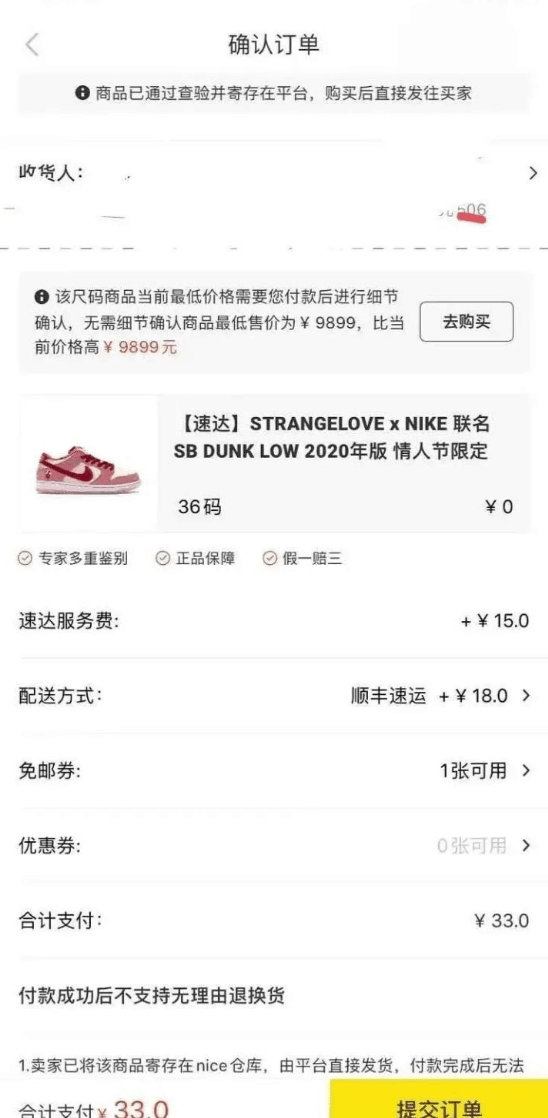 确认订单
商品已通过查验并寄存在平台，购买后直接发往买家
收货人：
606
该尺码商品当前最低价格需要您付款后进行细节
确认，无需细节确认商品最低售价为￥9899，比当
前价格高￥9899元
去购买
【速达】STRANGELOVE x NIKE 联名
SB DUNK LOW 2020年版 情人节限定
36码 ￥0
专家多重鉴别 正品保障 假一赔三
速达服务费: +￥15.0
配送方式: 顺丰速运 +￥18.0
免邮券: 1张可用
优惠券: 0张可用
合计支付: ￥33.0
付款成功后不支持无理由退换货
1.卖家已将该商品寄存在nice仓库，由平台直接发货，付款完成后无法
合计支付￥33.0
提交订单